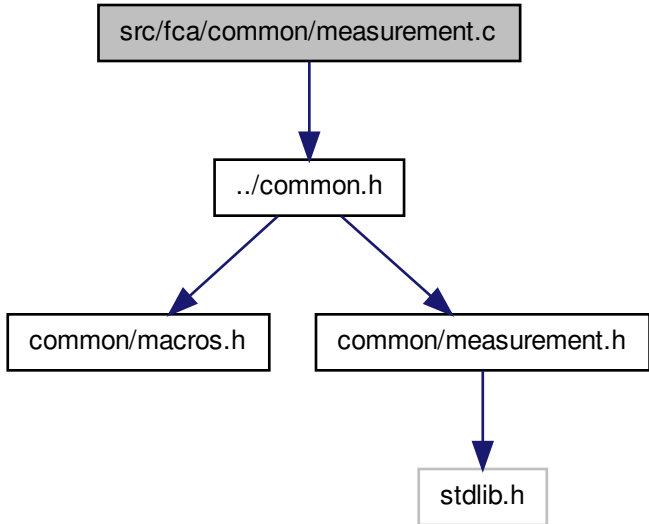 src/fca/common/measurement.c
../common.h
common/macros.h
common/measurement.h
stdlib.h